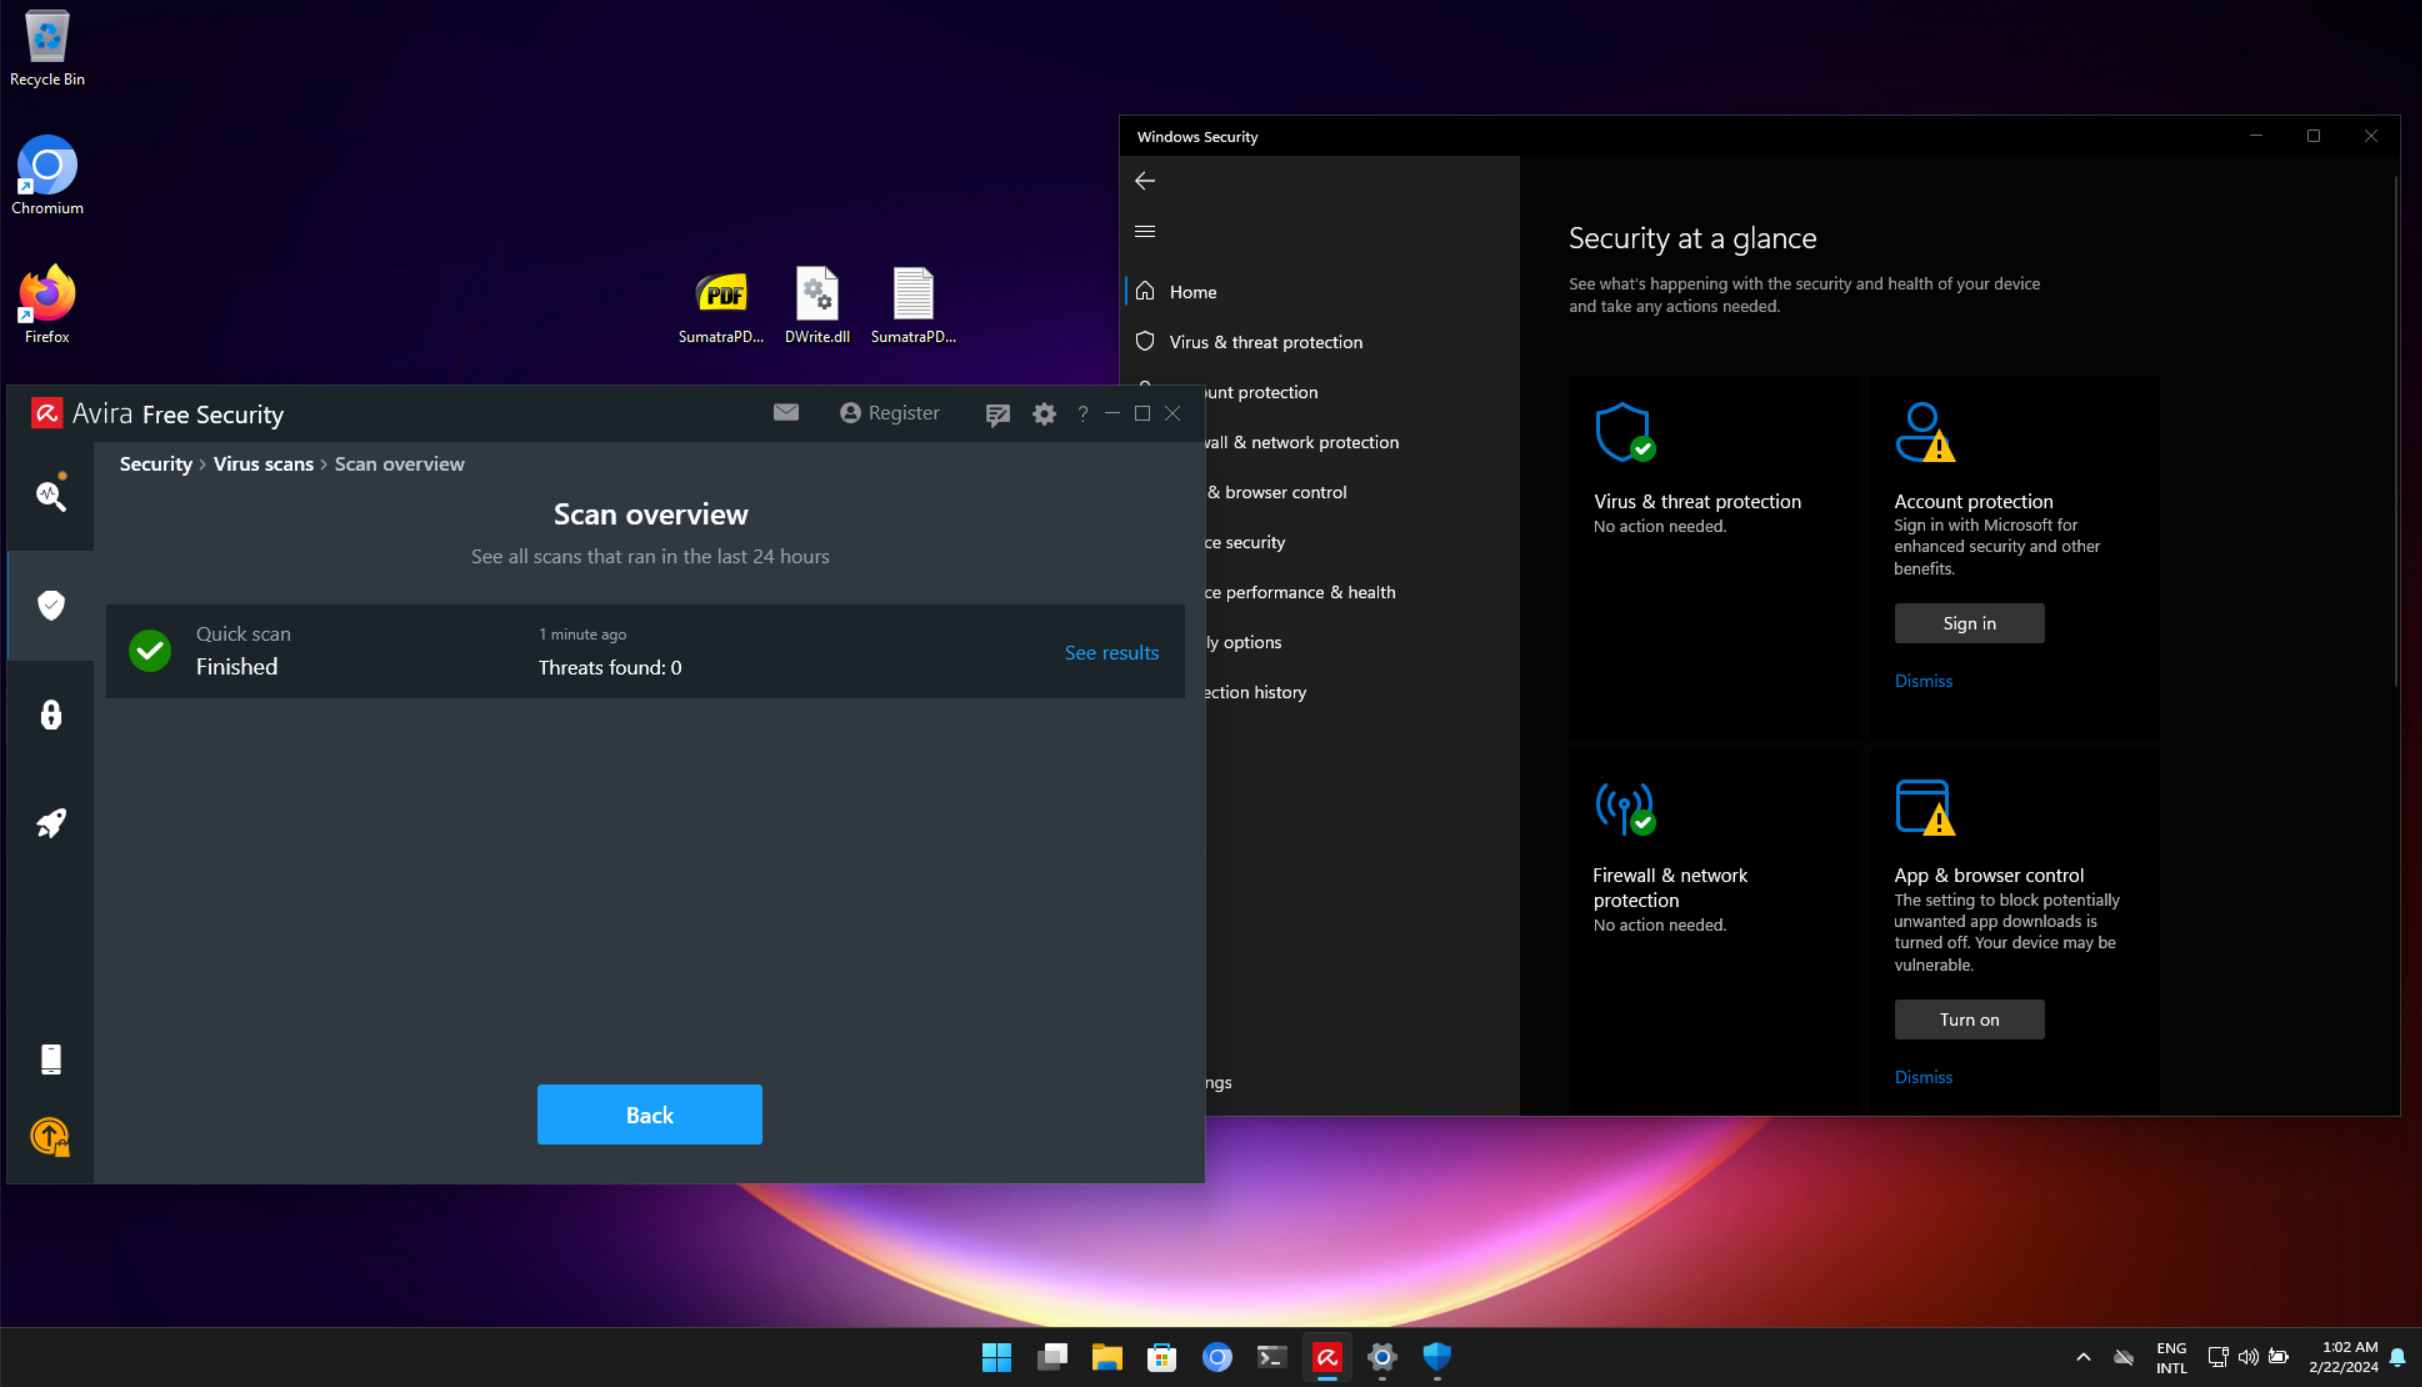 Recycle Bin
Chromium
Firefox
SumatraPD...
DWrite.dll
SumatraPD...
PDF
Avira Free Security
Register
?
Security › Virus scans › Scan overview
Scan overview
See all scans that ran in the last 24 hours
Quick scan
Finished
1 minute ago
Threats found: 0
See results
Back
Windows Security
Home
Virus & threat protection
unt protection
vall & network protection
& browser control
ce security
ce performance & health
ly options
ection history
ngs
Security at a glance
See what's happening with the security and health of your device
and take any actions needed.
Virus & threat protection
No action needed.
Account protection
Sign in with Microsoft for
enhanced security and other
benefits.
Sign in
Dismiss
Firewall & network
protection
No action needed.
App & browser control
The setting to block potentially
unwanted app downloads is
turned off. Your device may be
vulnerable.
Turn on
Dismiss
ENG
INTL
1:02 AM
2/22/2024